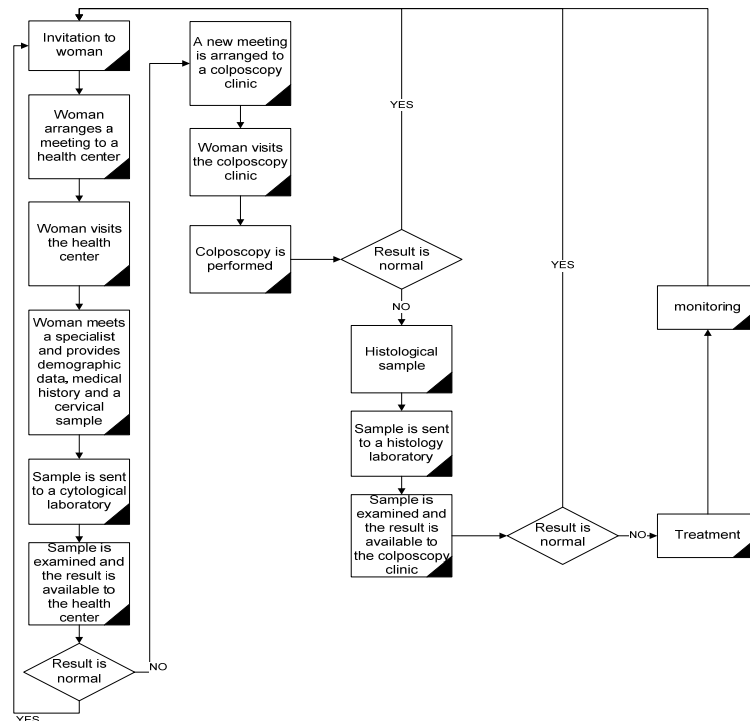 Invitation to
woman
Woman
arranges a
meeting to a
health center
Woman visits
the health
center
Woman meets
a specialist
and provides
demographic
data, medical
history and a
cervical
sample
Sample is sent
to a cytological
laboratory
Sample is
examined and
the result is
available to
the health
center
Result is
normal
YES
NO
A new meeting
is arranged to
a colposcopy
clinic
Woman visits
the colposcopy
clinic
Colposcopy is
performed
Result is
normal
YES
NO
Histological
sample
Sample is sent
to a histology
laboratory
Sample is
examined and
the result is
available to
the colposcopy
clinic
Result is
normal
YES
NO
Treatment
monitoring